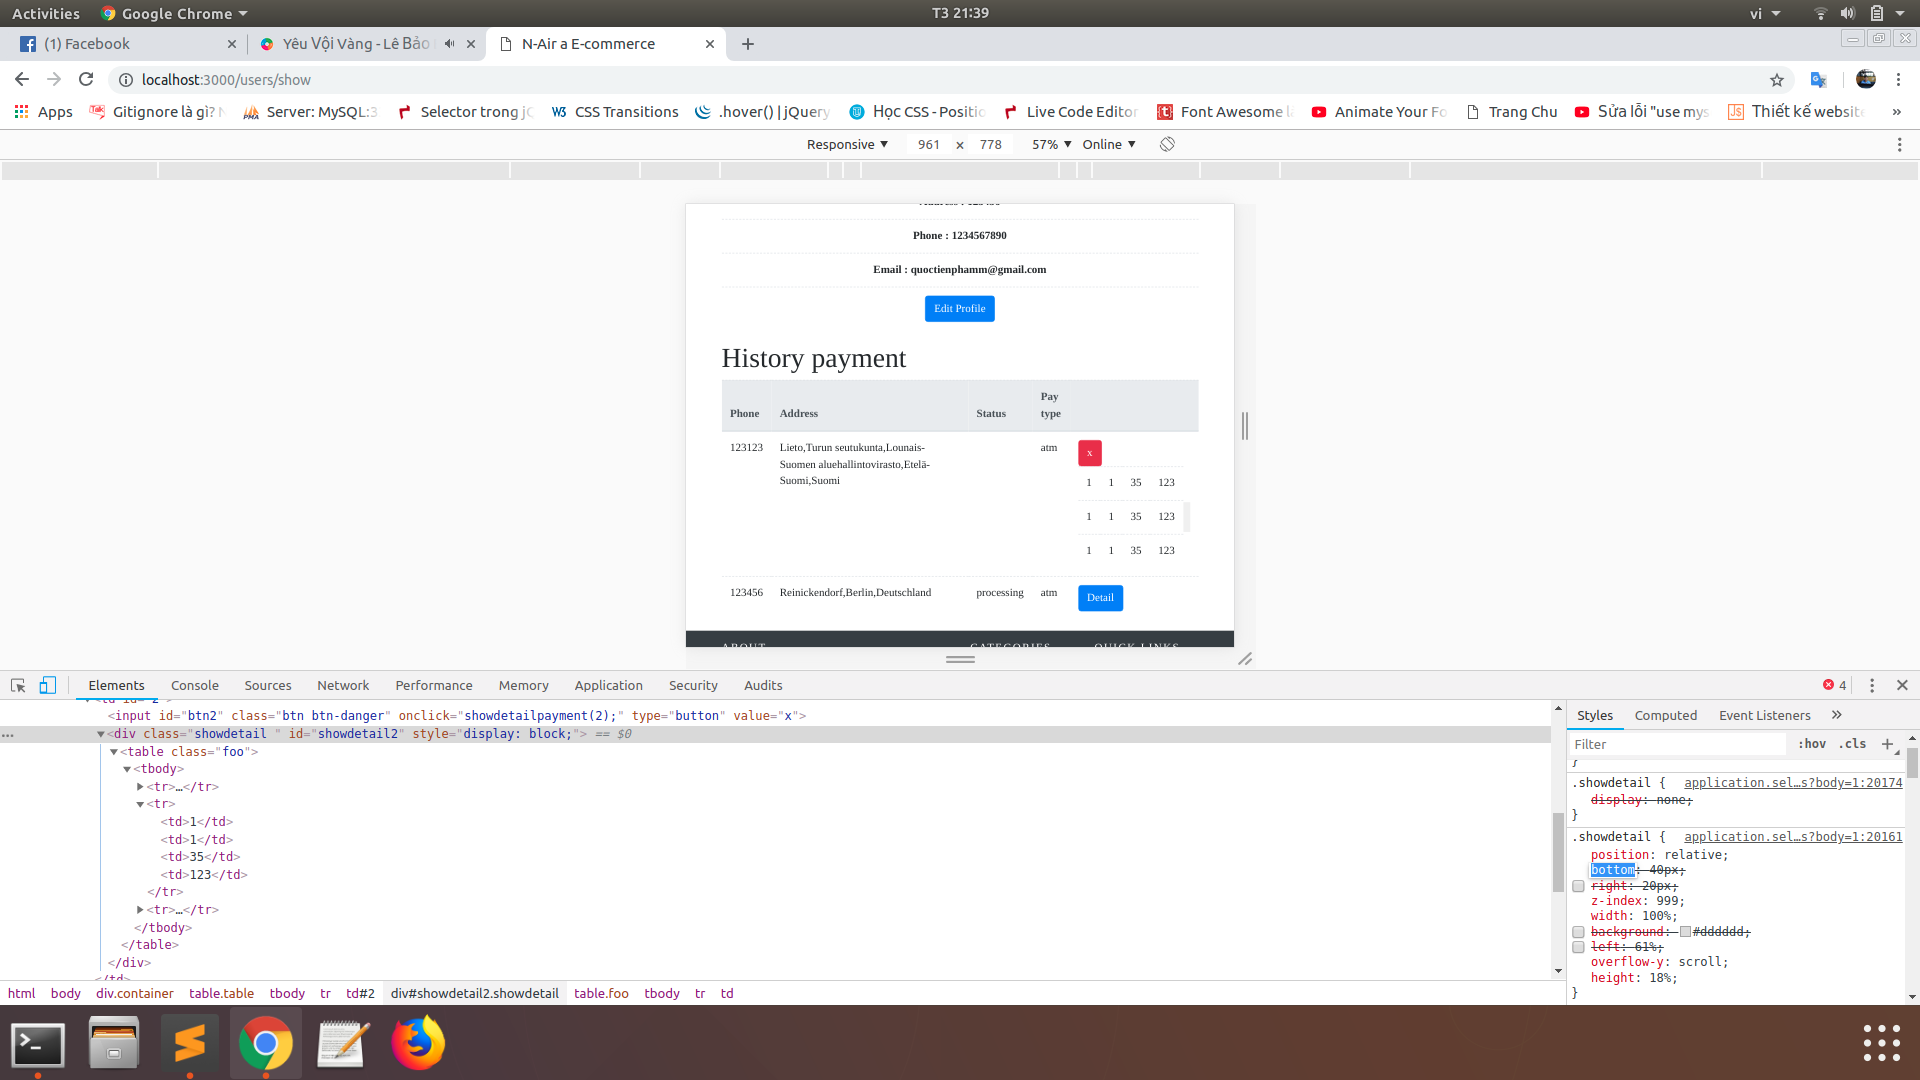 Activities
Google Chrome
T3 21:39
vi
(1) Facebook
Yêu Vội Vàng - Lê Bảo
N-Air a E-commerce
localhost:3000/users/show
Apps
Gitignore là gì?
Server: MySQL:3
Selector trong jQ
CSS Transitions
.hover() | jQuery
Học CSS - Positio
Live Code Editor
Font Awesome
Animate Your Fo
Trang Chu
Sửa lỗi "use mys
Thiết kế website
»
Responsive 961 x 778 57% Online
Phone : 1234567890
Email : quoctienphamm@gmail.com
Edit Profile
History payment
Phone Address Status Pay type
123123 Lieto,Turun seutukunta,Lounais-
Suomen aluehallintovirasto,Etelä-
Suomi,Suomi
atm
x
1 1 35 123
1 1 35 123
1 1 35 123
123456 Reinickendorf,Berlin,Deutschland processing atm Detail
ABOUT CATEGORIES QUICK LINKS
Elements Console Sources Network Performance Memory Application Security Audits
4
<input id="btn2" class="btn btn-danger" onclick="showdetailpayment(2);" type="button" value="x">
<div class="showdetail " id="showdetail2" style="display: block;"> == $0
<table class="foo">
<tbody>
<tr>…</tr>
<tr>
<td>1</td>
<td>1</td>
<td>35</td>
<td>123</td>
</tr>
<tr>…</tr>
</tbody>
</table>
</div>
</td>
html body div.container table.table tbody tr td#2 div#showdetail2.showdetail table.foo tbody tr td
Styles Computed Event Listeners »
Filter :hov .cls +
}
.showdetail { application.sel…s?body=1:20174
display: none;
}
.showdetail { application.sel…s?body=1:20161
position: relative;
bottom: 40px;
right: 20px;
z-index: 999;
width: 100%;
background: #dddddd;
left: 61%;
overflow-y: scroll;
height: 18%;
}